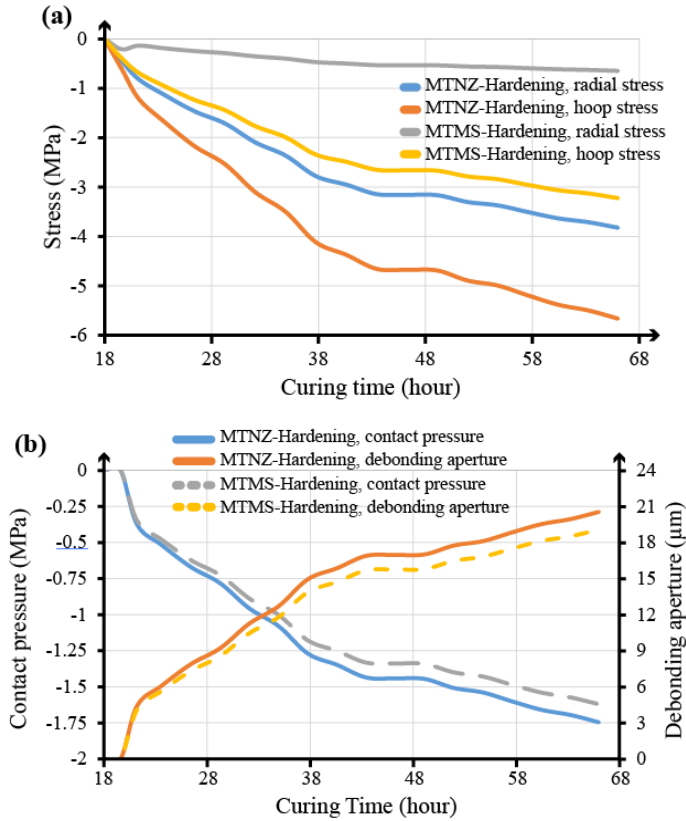 (a)
0
-1
-2
-3
-4
-5
-6
Stress (MPa)
MTNZ-Hardening, radial stress
MTNZ-Hardening, hoop stress
MTMS-Hardening, radial stress
MTMS-Hardening, hoop stress
18 28 38 48 58 68
Curing time (hour)
(b)
MTNZ-Hardening, contact pressure
MTNZ-Hardening, debonding aperture
MTMS-Hardening, contact pressure
MTMS-Hardening, debonding aperture
0
-0.25
-0.5
-0.75
-1
-1.25
-1.5
-1.75
-2
Contact pressure (MPa)
24
21
18
15
12
9
6
3
0
Debonding aperture (μm)
18 28 38 48 58 68
Curing Time (hour)